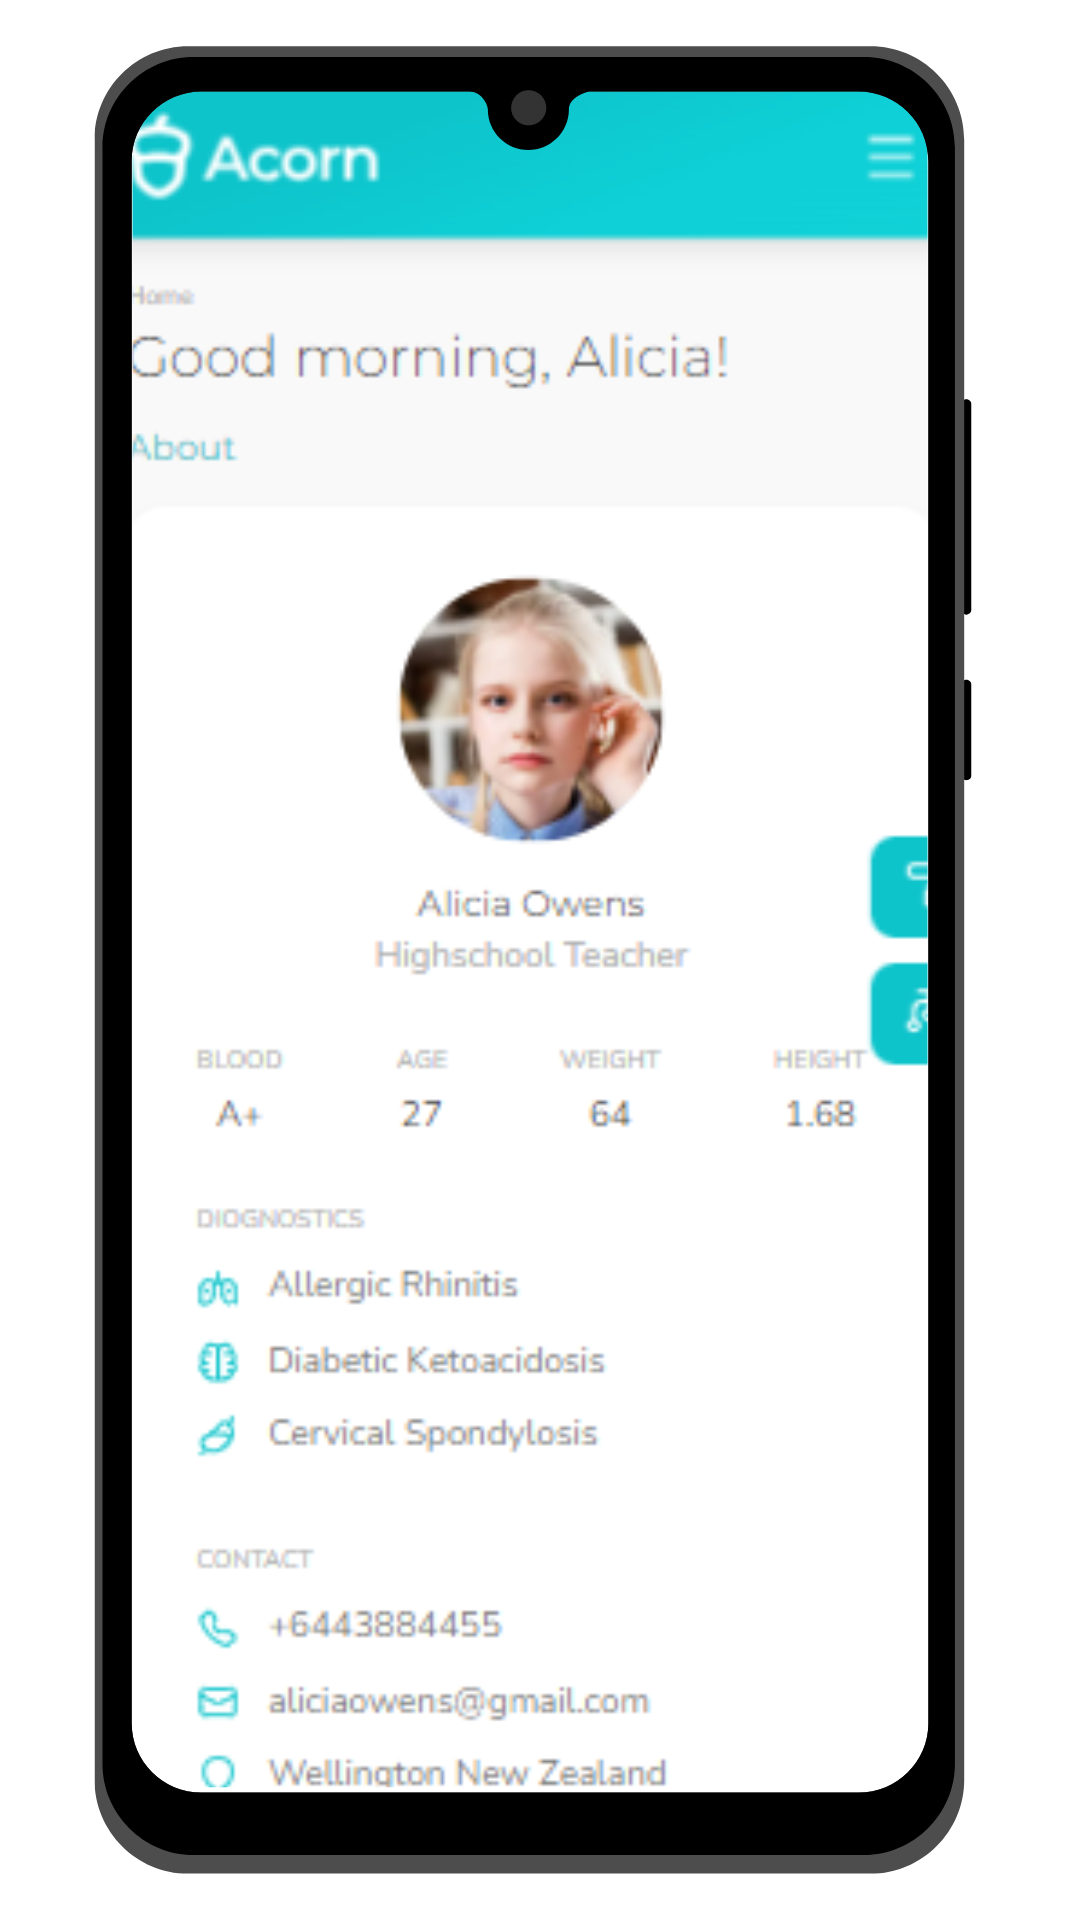 Acorn
Home
Good morning, Alicia!
About
Alicia Owens
Highschool Teacher
BLOOD AGE WEIGHT HEIGHT
A+ 27 64 1.68
DIOGNOSTICS
Allergic Rhinitis
Diabetic Ketoacidosis
Cervical Spondylosis
CONTACT
+6443884455
aliciaowens@gmail.com
Wellington New Zealand